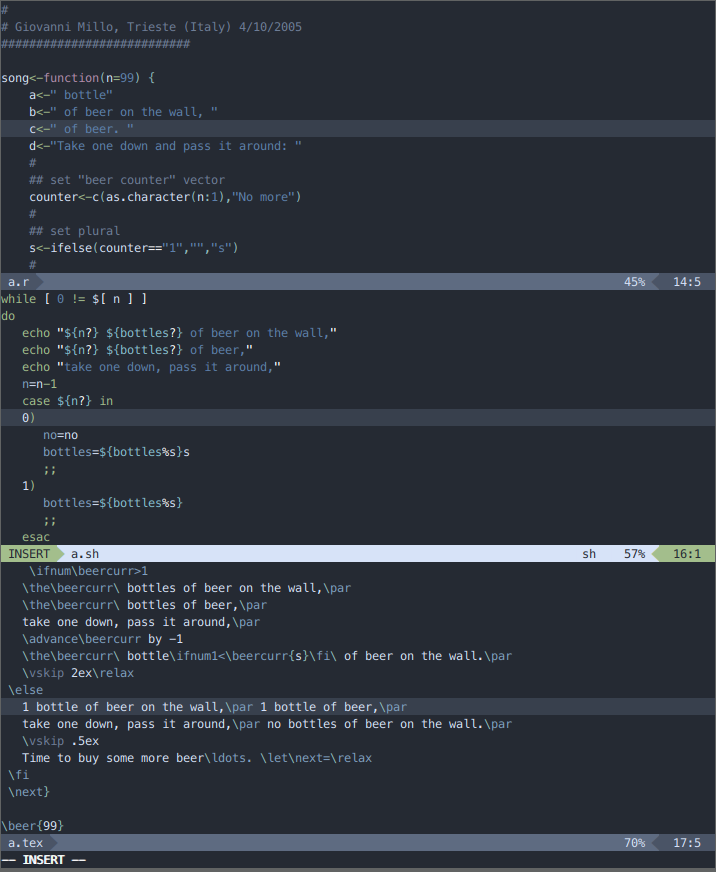 #
# Giovanni Millo, Trieste (Italy) 4/10/2005
###########################

song<-function(n=99) {
    a<-" bottle"
    b<-" of beer on the wall, "
    c<-" of beer. "
    d<-"Take one down and pass it around: "
    #
    ## set "beer counter" vector
    counter<-c(as.character(n:1),"No more")
    #
    ## set plural
    s<-ifelse(counter=="1","","s")
    #
a.r 45% 14:5
while [ 0 != $[ n ] ]
do
   echo "${n?} ${bottles?} of beer on the wall,"
   echo "${n?} ${bottles?} of beer,"
   echo "take one down, pass it around,"
   n=n-1
   case ${n?} in
   0)
      no=no
      bottles=${bottles%s}s
      ;;
   1)
      bottles=${bottles%s}
      ;;
   esac
INSERT a.sh sh 57% 16:1
    \ifnum\beercurr>1
   \the\beercurr\ bottles of beer on the wall,\par
   \the\beercurr\ bottles of beer,\par
   take one down, pass it around,\par
   \advance\beercurr by -1
   \the\beercurr\ bottle\ifnum1<\beercurr{s}\fi\ of beer on the wall.\par
   \vskip 2ex\relax
 \else
   1 bottle of beer on the wall,\par 1 bottle of beer,\par
   take one down, pass it around,\par no bottles of beer on the wall.\par
   \vskip .5ex
   Time to buy some more beer\ldots. \let\next=\relax
 \fi
 \next}

\beer{99}
a.tex 70% 17:5
-- INSERT --